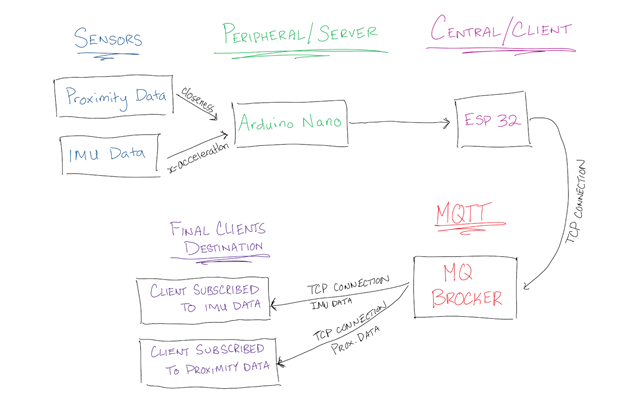 SENSORS
PERIPHERAL/SERVER
CENTRAL/CLIENT
Proximity Data
closeness
Arduino Nano
ESP 32
IMU Data
x-acceleration
TCP CONNECTION
MQTT
FINAL CLIENTS
DESTINATION
MQ
BROCKER
CLIENT SUBSCRIBED
TO IMU DATA
TCP CONNECTION
IMU DATA
TCP CONNECTION
PROX. DATA
CLIENT SUBSCRIBED
TO PROXIMITY DATA